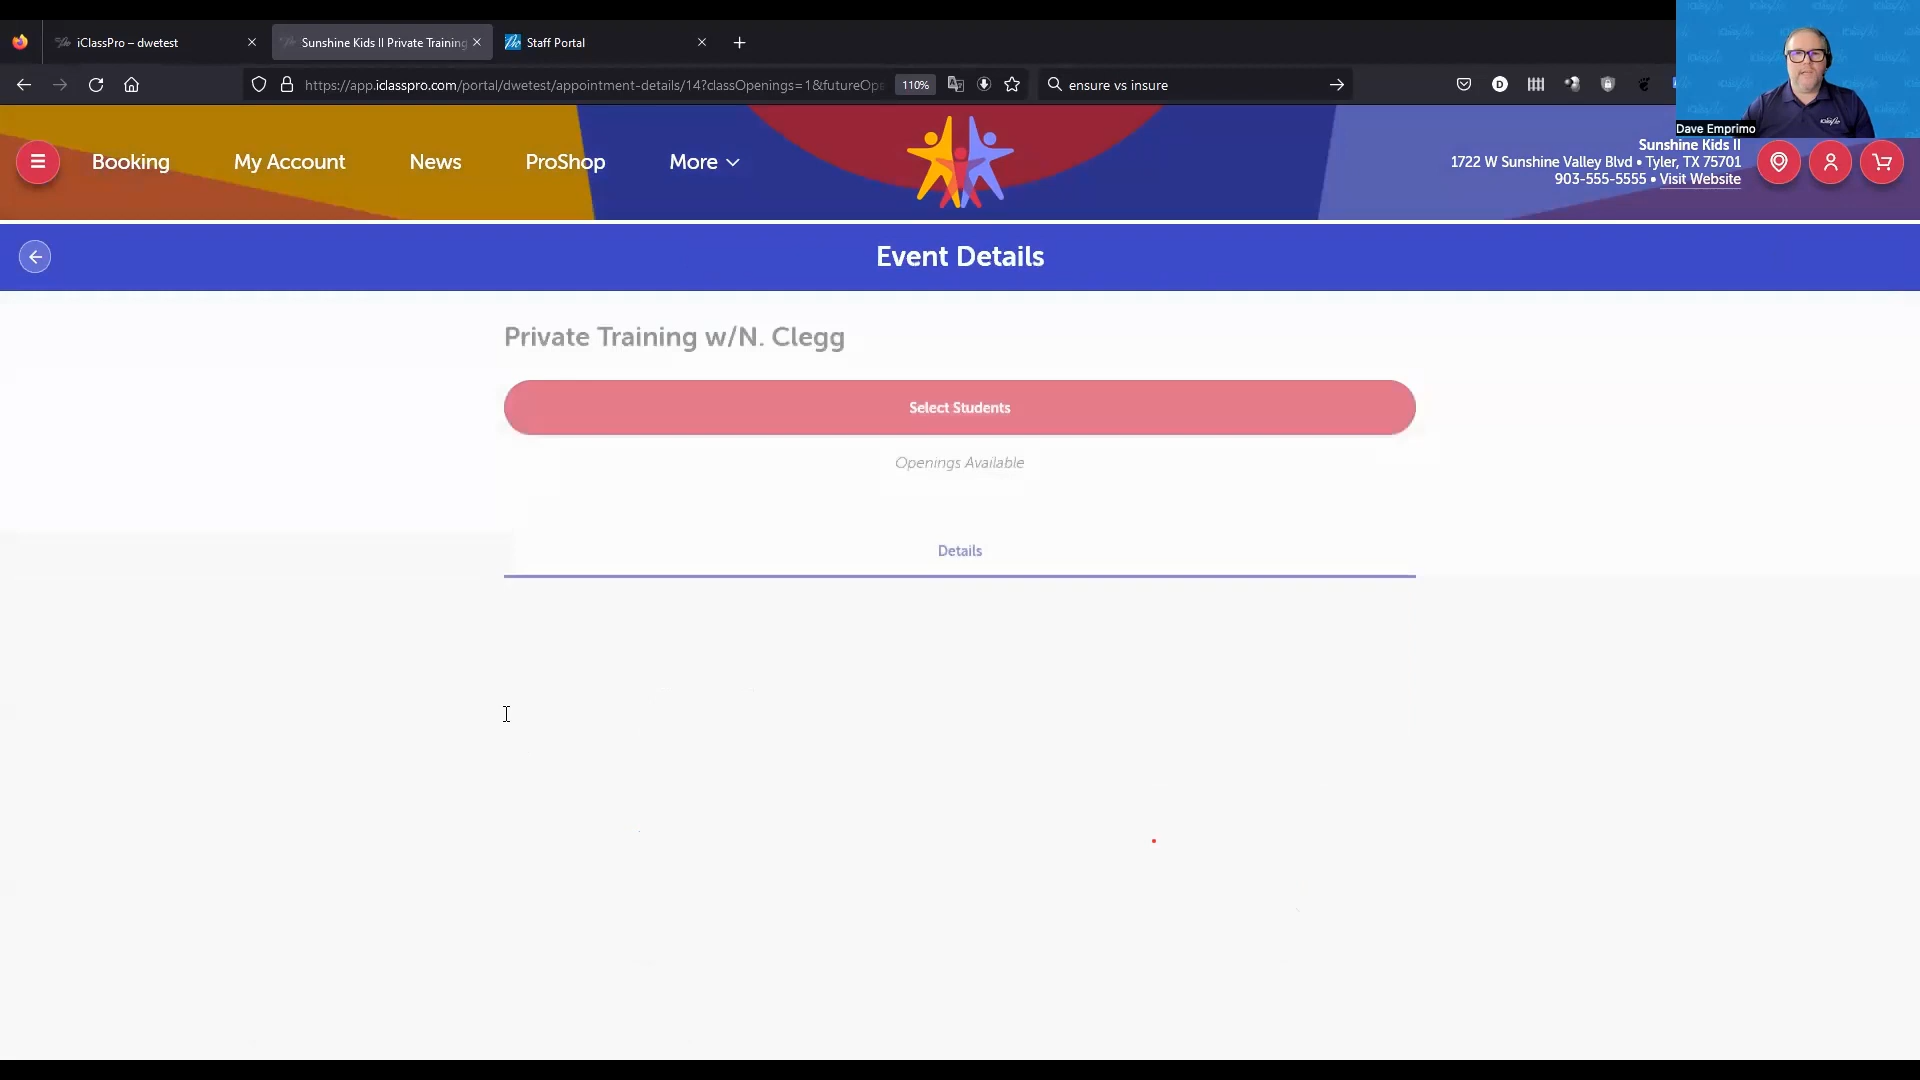 iClassPro – dwetest
Sunshine Kids II Private Training
Staff Portal
https://app.iclasspro.com/portal/dwetest/appointment-details/14?classOpenings=1&futureOpe
110%
ensure vs insure
Dave Emprimo
Booking
My Account
News
ProShop
More
Sunshine Kids II
1722 W Sunshine Valley Blvd • Tyler, TX 75701
903-555-5555 • Visit Website
Event Details
Private Training w/N. Clegg
Select Students
Openings Available
Details